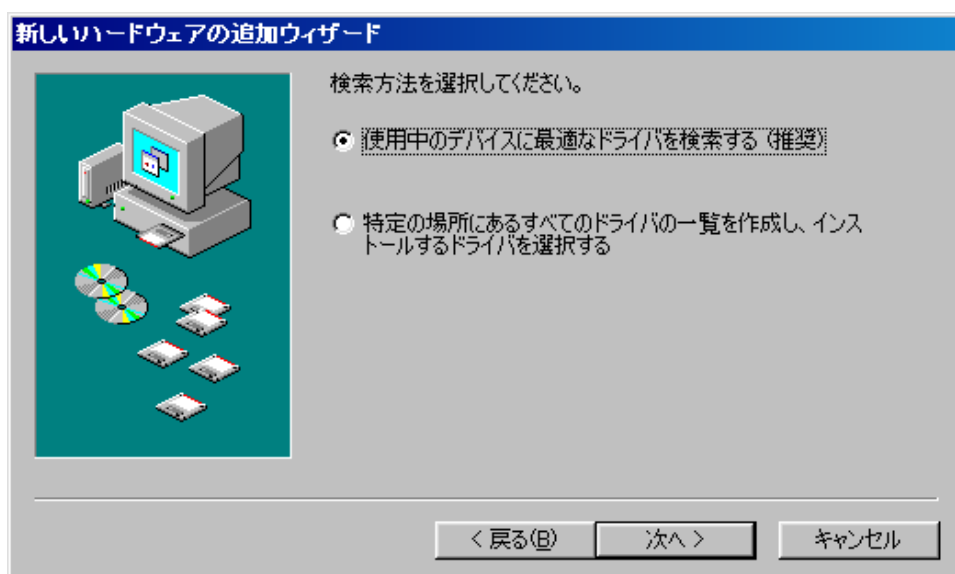 新しいハードウェアの追加ウィザード
検索方法を選択してください。
使用中のデバイスに最適なドライバを検索する (推奨)
特定の場所にあるすべてのドライバの一覧を作成し、インス
トールするドライバを選択する
< 戻る(B)
次へ >
キャンセル